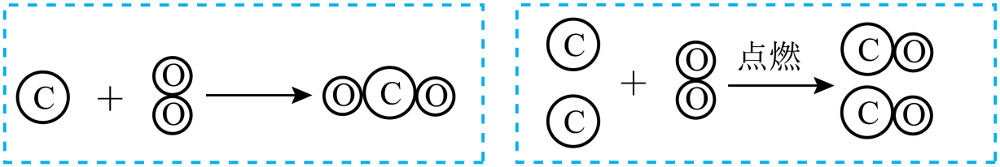 C + O O → O C O
C C + O O 点燃 → C O C O